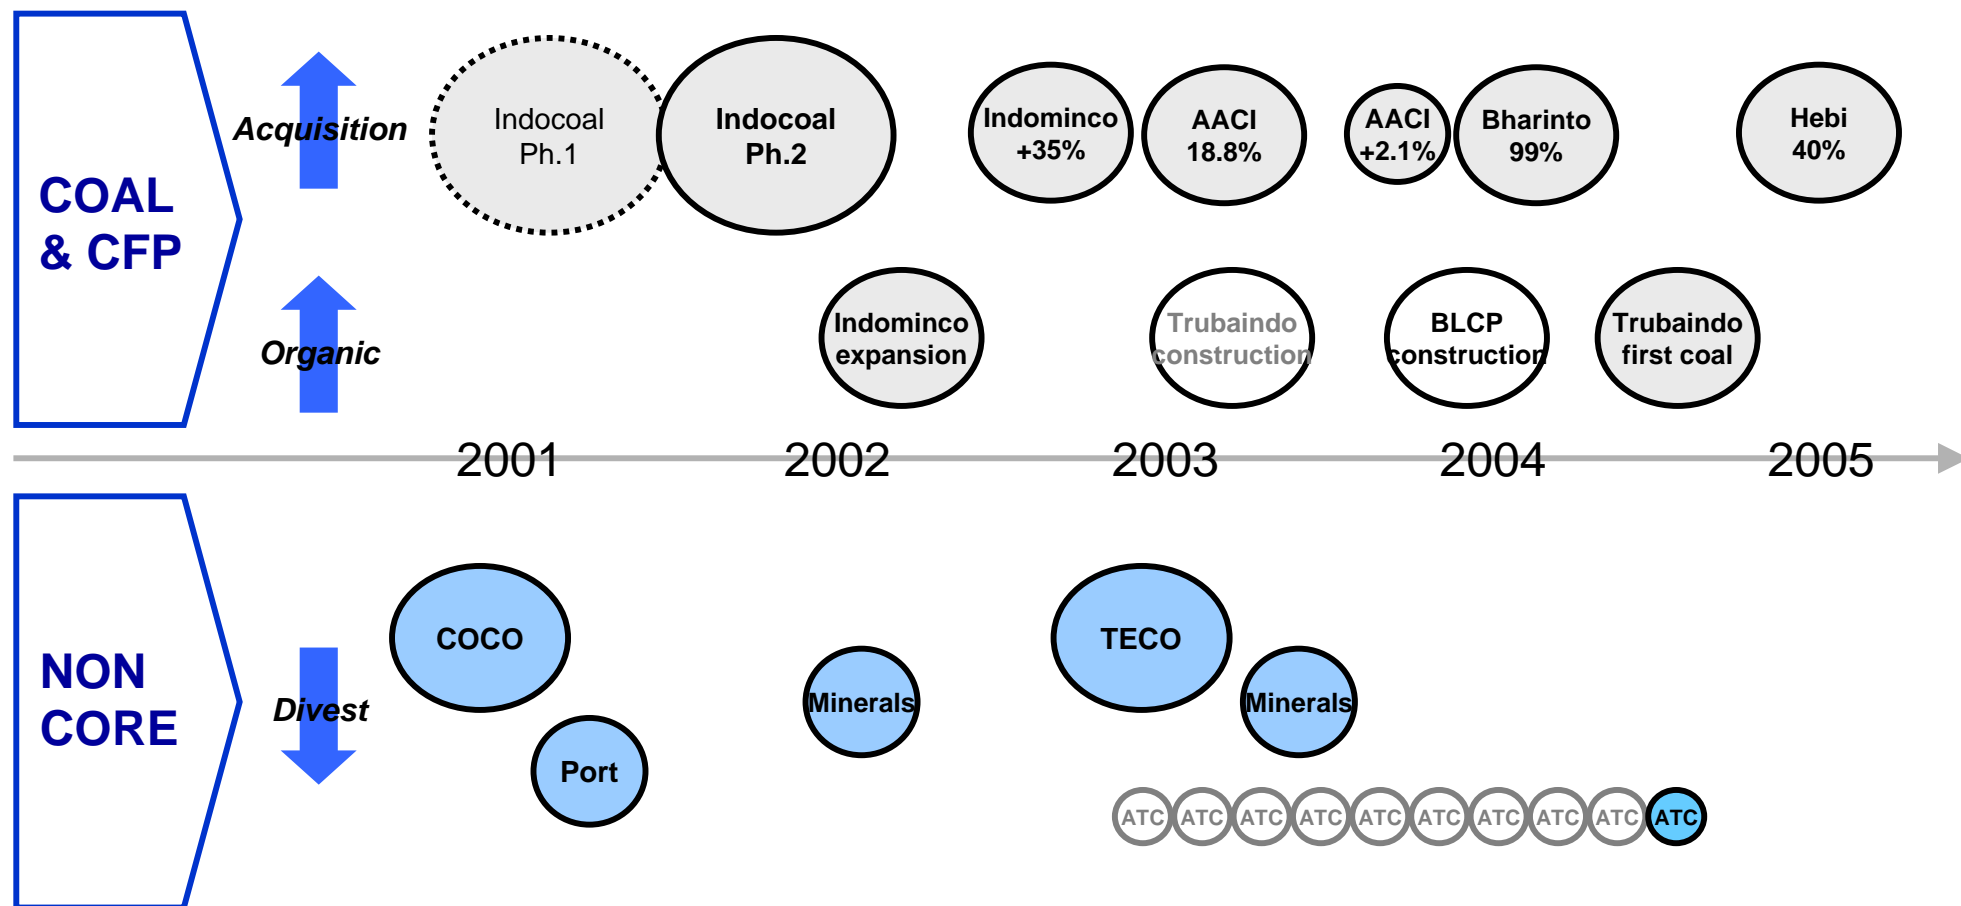 COAL
& CFP
Acquisition
Indocoal
Ph.1
Indocoal
Ph.2
Indominco
+35%
AACI
18.8%
AACI
+2.1%
Bharinto
99%
Hebi
40%
Organic
Indominco
expansion
Trubaindo
construction
BLCP
construction
Trubaindo
first coal
2001 2002 2003 2004 2005
NON
CORE
Divest
COCO
Port
Minerals
TECO
Minerals
ATC ATC ATC ATC ATC ATC ATC ATC ATC ATC